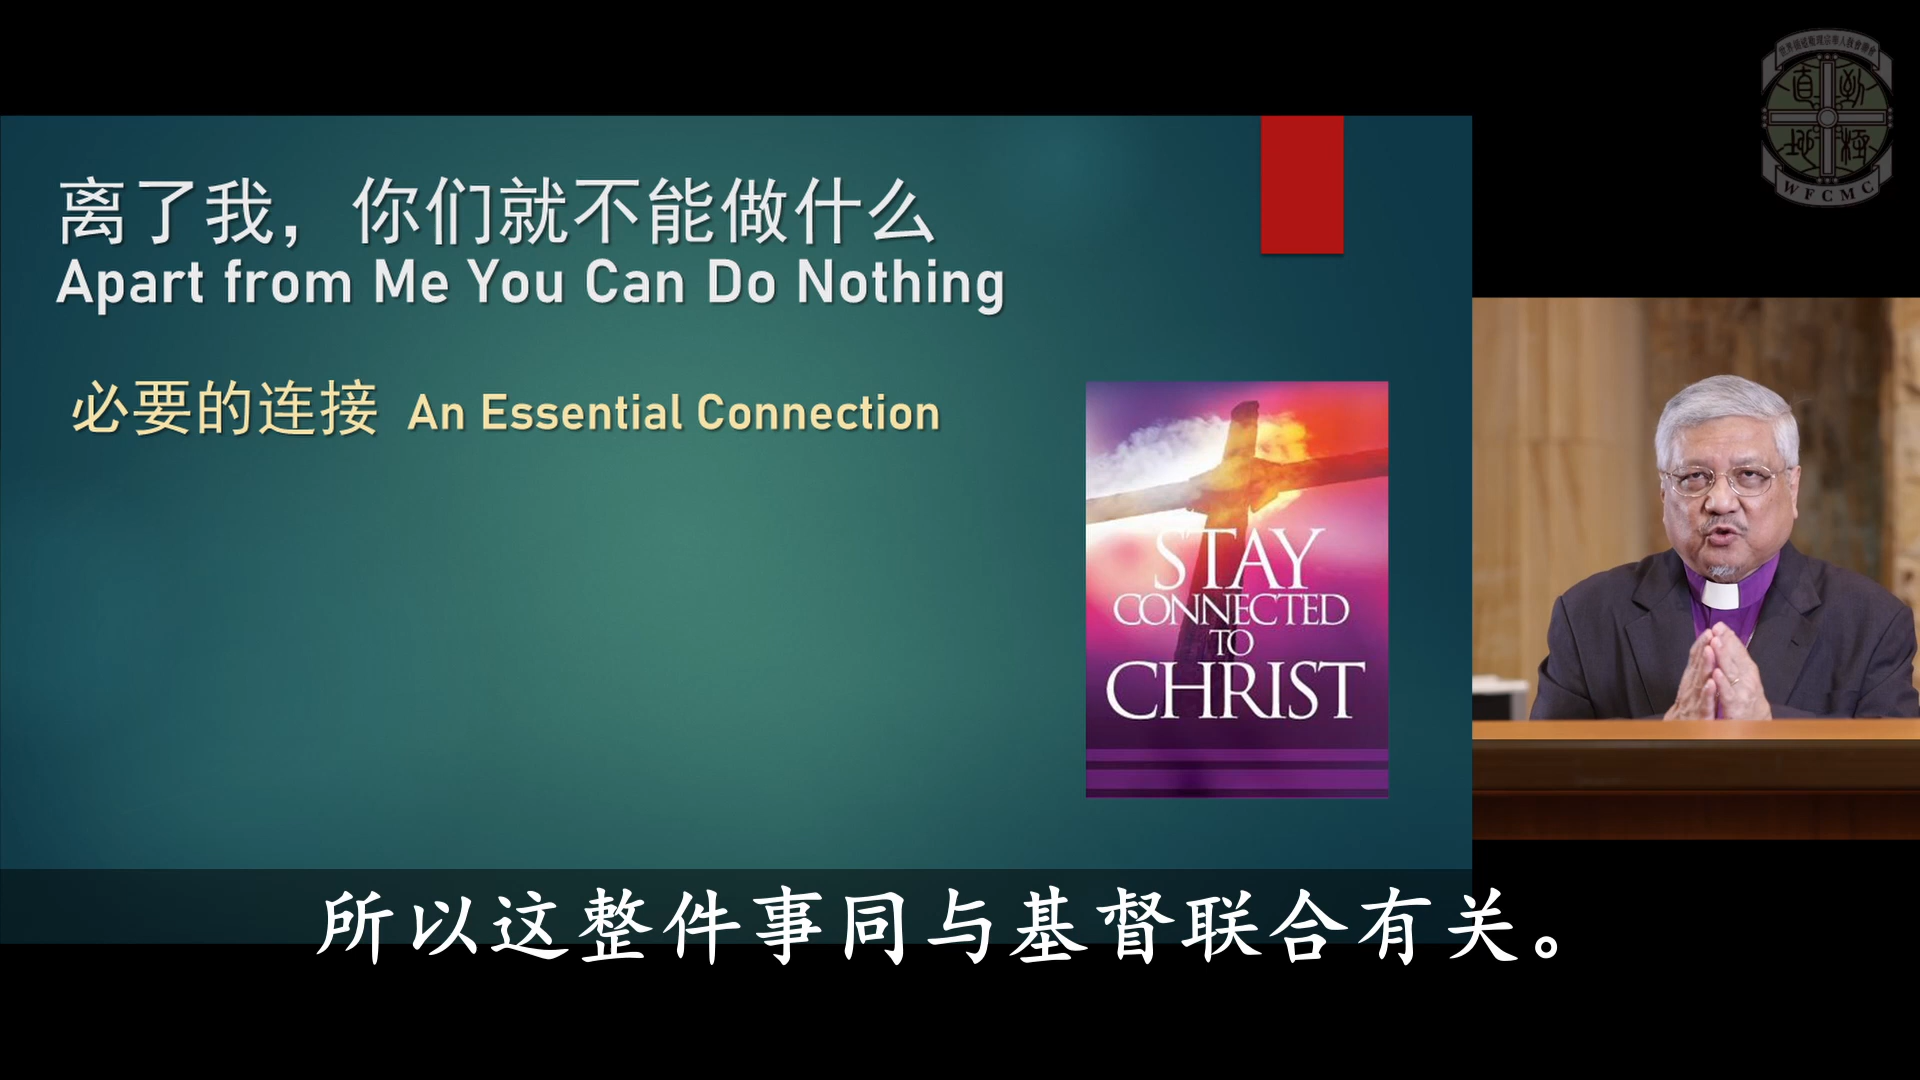 离了我，你们就不能做什么
Apart from Me You Can Do Nothing
必要的连接 An Essential Connection
STAY
CONNECTED
TO
CHRIST
WFCMC
所以这整件事同与基督联合有关。